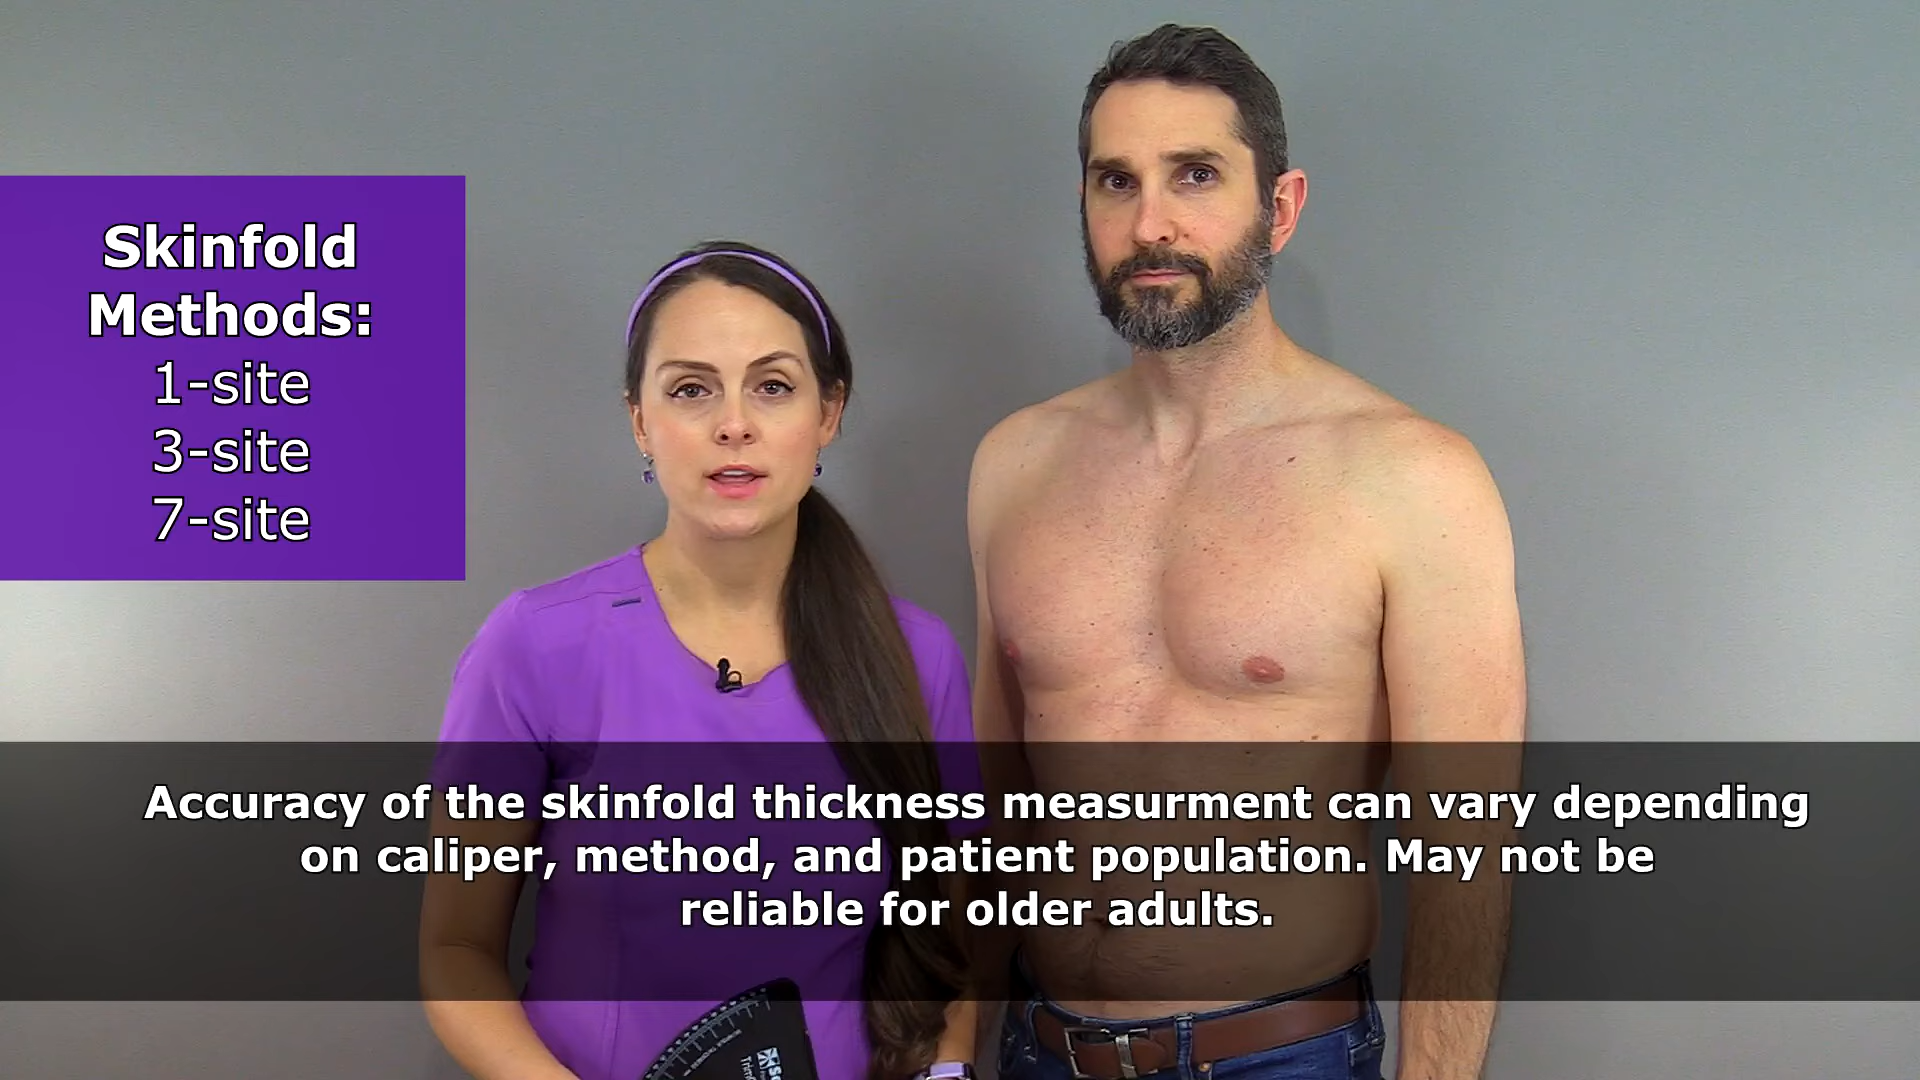 Skinfold
Methods:
1-site
3-site
7-site
Accuracy of the skinfold thickness measurment can vary depending
on caliper, method, and patient population. May not be
reliable for older adults.